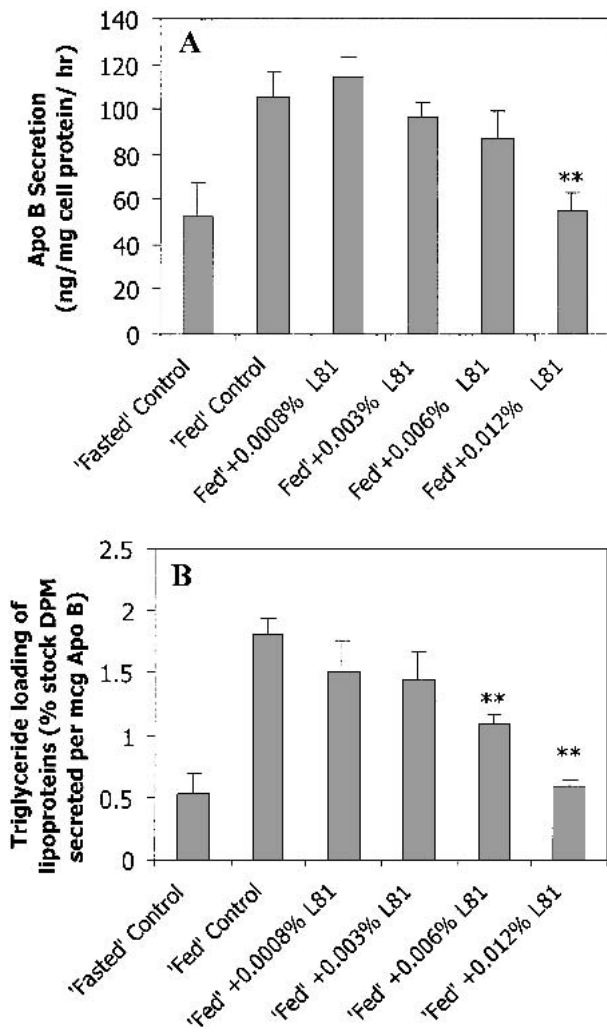 A
140
120
100
80
60
40
20
0
Apo B Secretion
(ng/mg cell protein/ hr)
**
'Fasted' Control
'Fed' Control
Fed'+0.0008% L81
Fed'+0.003% L81
Fed'+0.006% L81
Fed'+0.012% L81
B
2.5
2
1.5
1
0.5
0
Triglyceride loading of
lipoproteins (% stock DPM
secreted per mcg Apo B)
**
**
'Fasted' Control
'Fed' Control
'Fed' +0.0008% L81
'Fed' +0.003% L81
'Fed' +0.006% L81
'Fed' +0.012% L81